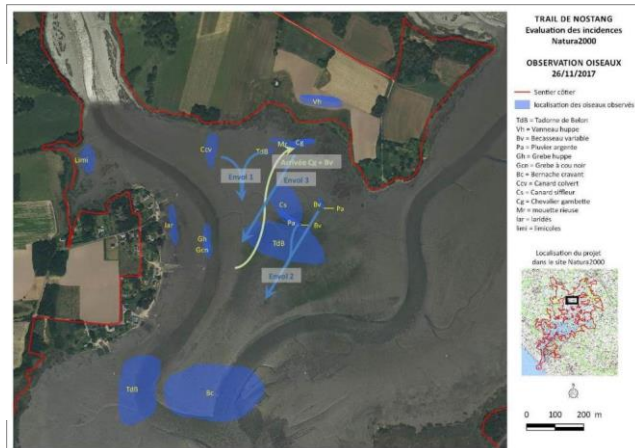 TRAIL DE NOSTANG
Evaluation des incidences
Natura2000
OBSERVATION OISEAUX
26/11/2017
Sentier côtier
localisation des oiseaux observés
TdB = Tadorne de Belon
Vh = Vanneau huppe
Bv = Becasseau variable
Pa = Pluvier argente
Gh = Grebe huppe
Gcn = Grebe à cou noir
Bc = Bernache cravant
Ccv = Canard colvert
Cs = Canard siffleur
Cg = Chevalier gambette
Mr = mouette rieuse
lar = laridés
limi = limicoles
Localisation du projet
dans le site Natura2000
0 100 200 m
Vh
Limi
Ccv
TdB
Mr
Cg
Arrivée Cg + Bv
Envol 1
Envol 3
Cs
Bv
Pa
Pa
Bv
lar
Gh
Gcn
TdB
Envol 2
TdB
Bc